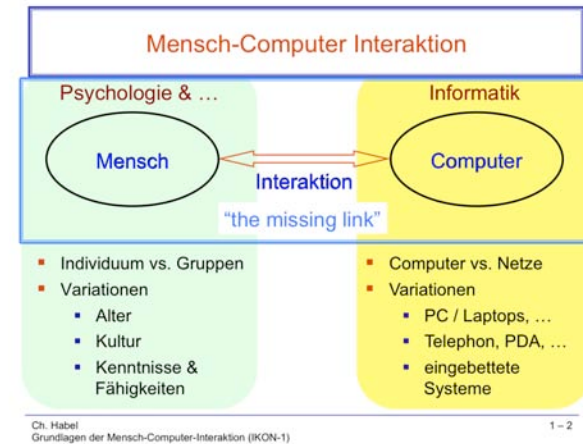 Mensch-Computer Interaktion
Psychologie & …
Informatik
Mensch
Interaktion
Computer
“the missing link”
▪ Individuum vs. Gruppen
▪ Variationen
▪ Alter
▪ Kultur
▪ Kenntnisse &
Fähigkeiten
▪ Computer vs. Netze
▪ Variationen
▪ PC / Laptops, …
▪ Telephon, PDA, …
▪ eingebettete
Systeme
Ch. Habel
Grundlagen der Mensch-Computer-Interaktion (IKON-1)
1 – 2